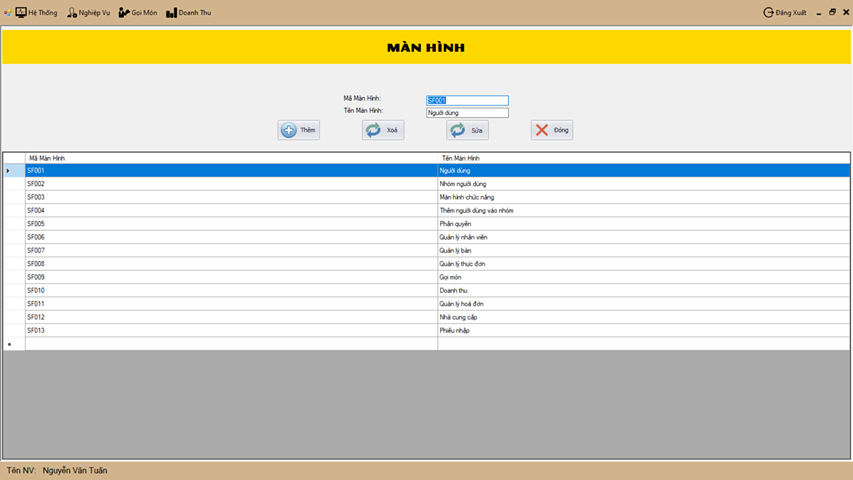 Hệ Thống Nghiệp Vụ Gọi Món Doanh Thu Đăng Xuất
MÀN HÌNH
Mã Màn Hình: SF001
Tên Màn Hình: Người dùng
Thêm Xoá Sửa Đóng
Mã Màn Hình Tên Màn Hình
SF001 Người dùng
SF002 Nhóm người dùng
SF003 Màn hình chức năng
SF004 Thêm người dùng vào nhóm
SF005 Phân quyền
SF006 Quản lý nhân viên
SF007 Quản lý bàn
SF008 Quản lý thực đơn
SF009 Gọi món
SF010 Doanh thu
SF011 Quản lý hoá đơn
SF012 Nhà cung cấp
SF013 Phiếu nhập
Tên NV: Nguyễn Văn Tuấn